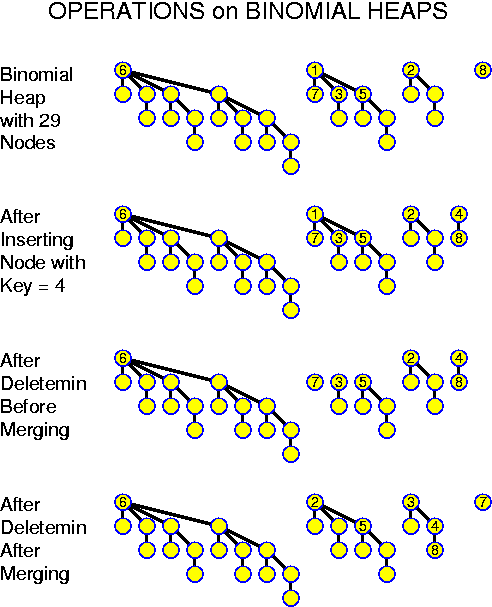 OPERATIONS on BINOMIAL HEAPS
6 1 2 8
Binomial
Heap 7 3 5
with 29
Nodes
After 6 1 2 4
Inserting 7 3 5 8
Node with
Key = 4
After 6 2 4
Deletemin 7 3 5 8
Before
Merging
After 6 2 3 7
Deletemin 5 4
After 8
Merging